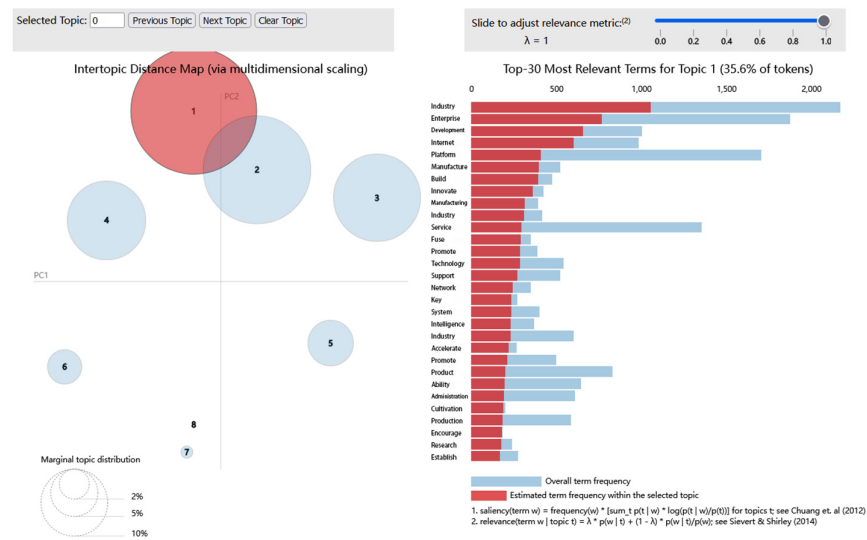 Selected Topic: 0 Previous Topic Next Topic Clear Topic
Slide to adjust relevance metric:(2)
λ = 1
0.0 0.2 0.4 0.6 0.8 1.0
Intertopic Distance Map (via multidimensional scaling)
PC2
PC1
1
2
3
4
5
6
8
7
Marginal topic distribution
2%
5%
10%
Top-30 Most Relevant Terms for Topic 1 (35.6% of tokens)
0 500 1,000 1,500 2,000
Industry
Enterprise
Development
Internet
Platform
Manufacture
Build
Innovate
Manufacturing
Industry
Service
Fuse
Promote
Technology
Support
Network
Key
System
Intelligence
Industry
Accelerate
Promote
Product
Ability
Administration
Cultivation
Production
Encourage
Research
Establish
Overall term frequency
Estimated term frequency within the selected topic
1. saliency(term w) = frequency(w) * [sum_t p(t | w) * log(p(t | w)/p(t))] for topics t; see Chuang et. al (2012)
2. relevance(term w | topic t) = λ * p(w | t) + (1 - λ) * p(w | t)/p(w); see Sievert & Shirley (2014)